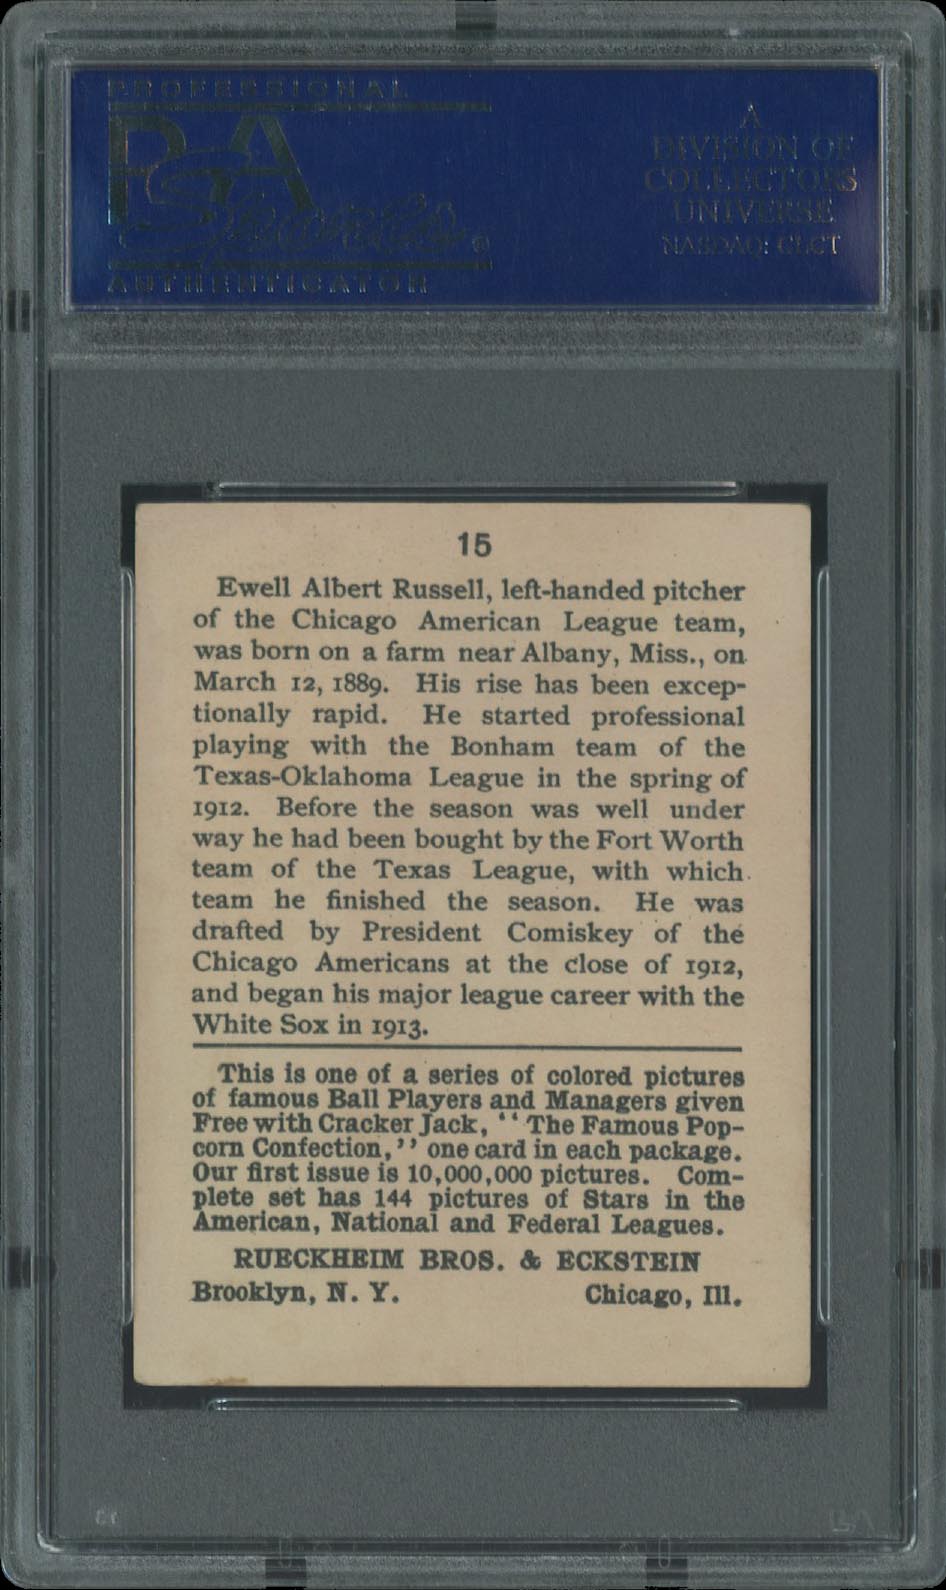 PROFESSIONAL
PSA
AUTHENTICATOR
A
DIVISION OF
COLLECTORS
UNIVERSE
NASDAQ: CLCT
15
Ewell Albert Russell, left-handed pitcher
of the Chicago American League team,
was born on a farm near Albany, Miss., on
March 12, 1889. His rise has been excep-
tionally rapid. He started professional
playing with the Bonham team of the
Texas-Oklahoma League in the spring of
1912. Before the season was well under
way he had been bought by the Fort Worth
team of the Texas League, with which
team he finished the season. He was
drafted by President Comiskey of the
Chicago Americans at the close of 1912,
and began his major league career with the
White Sox in 1913.
This is one of a series of colored pictures
of famous Ball Players and Managers given
Free with Cracker Jack, “The Famous Pop-
corn Confection,” one card in each package.
Our first issue is 10,000,000 pictures. Com-
plete set has 144 pictures of Stars in the
American, National and Federal Leagues.
RUECKHEIM BROS. & ECKSTEIN
Brooklyn, N. Y. Chicago, Ill.